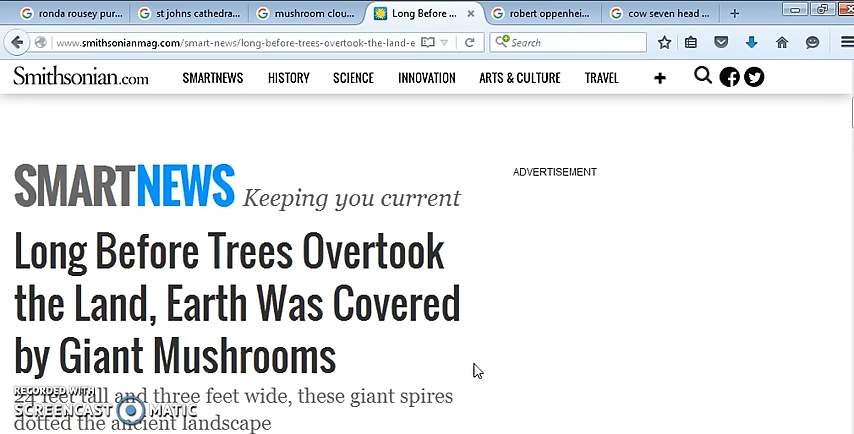 ronda rousey pur...
st johns cathedra...
mushroom clou...
Long Before ...
robert oppenhei...
cow seven head ...
www.smithsonianmag.com/smart-news/long-before-trees-overtook-the-land-e
Search
Smithsonian.com
SMARTNEWS HISTORY SCIENCE INNOVATION ARTS & CULTURE TRAVEL
SMARTNEWS Keeping you current
ADVERTISEMENT
Long Before Trees Overtook
the Land, Earth Was Covered
by Giant Mushrooms
24 feet tall and three feet wide, these giant spires
dotted the ancient landscape
RECORDED WITH
SCREENCAST MATIC